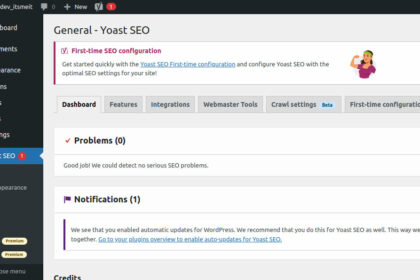 dev_itsmeit 0 + New 1
General - Yoast SEO
First-time SEO configuration
Get started quickly with the Yoast SEO First-time configuration and configure Yoast SEO with the
optimal SEO settings for your site!
Dashboard Features Integrations Webmaster Tools Crawl settings Beta First-time configuratio
Problems (0)
Good job! We could detect no serious SEO problems.
Notifications (1)
We see that you enabled automatic updates for WordPress. We recommend that you do this for Yoast SEO as well. This way we
together. Go to your plugins overview to enable auto-updates for Yoast SEO.
Credits
board
ments
arance
ns
s
ngs
t SEO 1
ppearance
Premium
Premium
ose menu